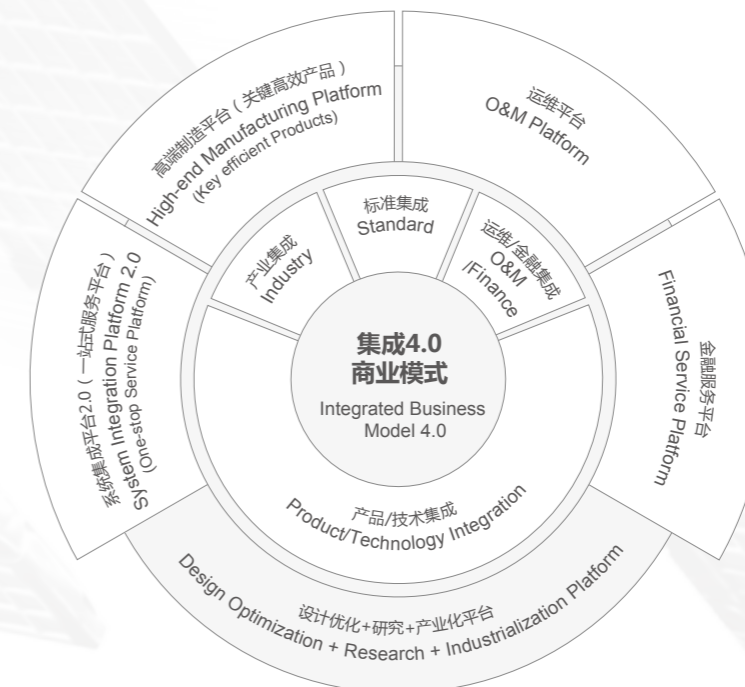 高端制造平台（关键高效产品）
High-end Manufacturing Platform
(Key efficient Products)
运维平台
O&M Platform
系统集成平台2.0（一站式服务平台）
System Integration Platform 2.0
(One-stop Service Platform)
产业集成
Industry
标准集成
Standard
运维/金融集成
O&M
/Finance
金融服务平台
Financial Service Platform
集成4.0
商业模式
Integrated Business
Model 4.0
产品/技术集成
Product/Technology Integration
设计优化+研究+产业化平台
Design Optimization + Research + Industrialization Platform